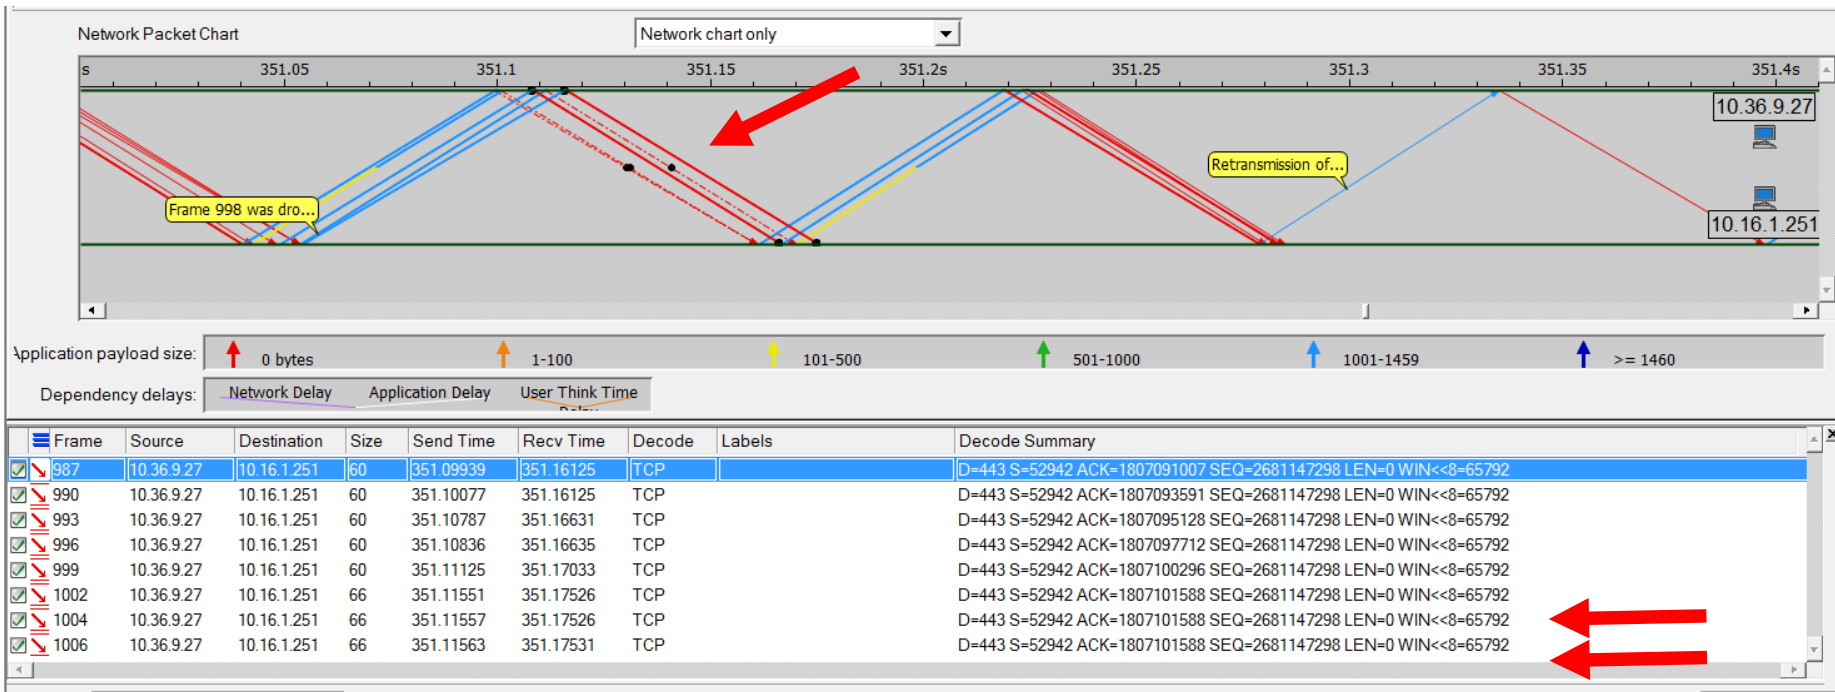 Network Packet Chart
Network chart only
s 351.05 351.1 351.15 351.2s 351.25 351.3 351.35 351.4s
10.36.9.27
Retransmission of...
Frame 998 was dro...
10.16.1.251
Application payload size: 0 bytes 1-100 101-500 501-1000 1001-1459 >= 1460
Dependency delays: Network Delay Application Delay User Think Time
Frame Source Destination Size Send Time Recv Time Decode Labels Decode Summary
987 10.36.9.27 10.16.1.251 60 351.09939 351.16125 TCP D=443 S=52942 ACK=1807091007 SEQ=2681147298 LEN=0 WIN<<8=65792
990 10.36.9.27 10.16.1.251 60 351.10077 351.16125 TCP D=443 S=52942 ACK=1807093591 SEQ=2681147298 LEN=0 WIN<<8=65792
993 10.36.9.27 10.16.1.251 60 351.10787 351.16631 TCP D=443 S=52942 ACK=1807095128 SEQ=2681147298 LEN=0 WIN<<8=65792
996 10.36.9.27 10.16.1.251 60 351.10836 351.16635 TCP D=443 S=52942 ACK=1807097712 SEQ=2681147298 LEN=0 WIN<<8=65792
999 10.36.9.27 10.16.1.251 60 351.11125 351.17033 TCP D=443 S=52942 ACK=1807100296 SEQ=2681147298 LEN=0 WIN<<8=65792
1002 10.36.9.27 10.16.1.251 66 351.11551 351.17526 TCP D=443 S=52942 ACK=1807101588 SEQ=2681147298 LEN=0 WIN<<8=65792
1004 10.36.9.27 10.16.1.251 66 351.11557 351.17526 TCP D=443 S=52942 ACK=1807101588 SEQ=2681147298 LEN=0 WIN<<8=65792
1006 10.36.9.27 10.16.1.251 66 351.11563 351.17531 TCP D=443 S=52942 ACK=1807101588 SEQ=2681147298 LEN=0 WIN<<8=65792